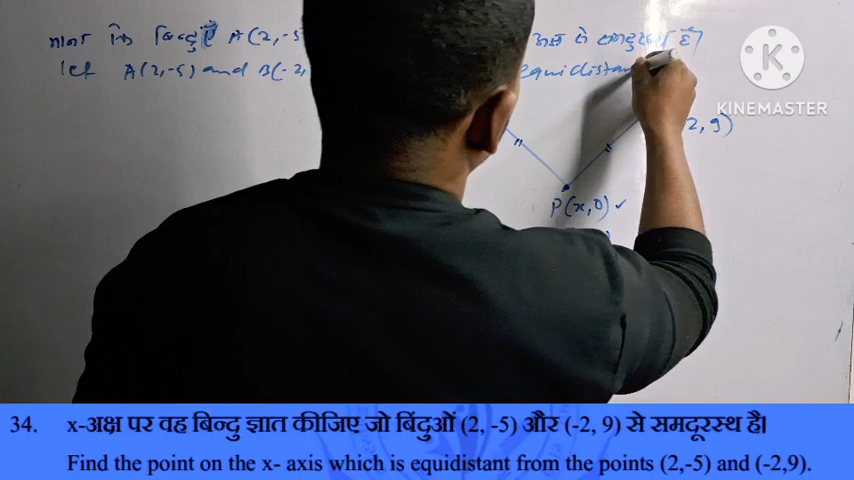 माना कि बिन्दुएँ A(2,-5 से समदूरस्थ है।
let A(2,-5) and B(-2, equidistan
K
KINEMASTER
2, 9)
P(x,0) ✓
34. x-अक्ष पर वह बिन्दु ज्ञात कीजिए जो बिंदुओं (2, -5) और (-2, 9) से समदूरस्थ है।
Find the point on the x- axis which is equidistant from the points (2,-5) and (-2,9).